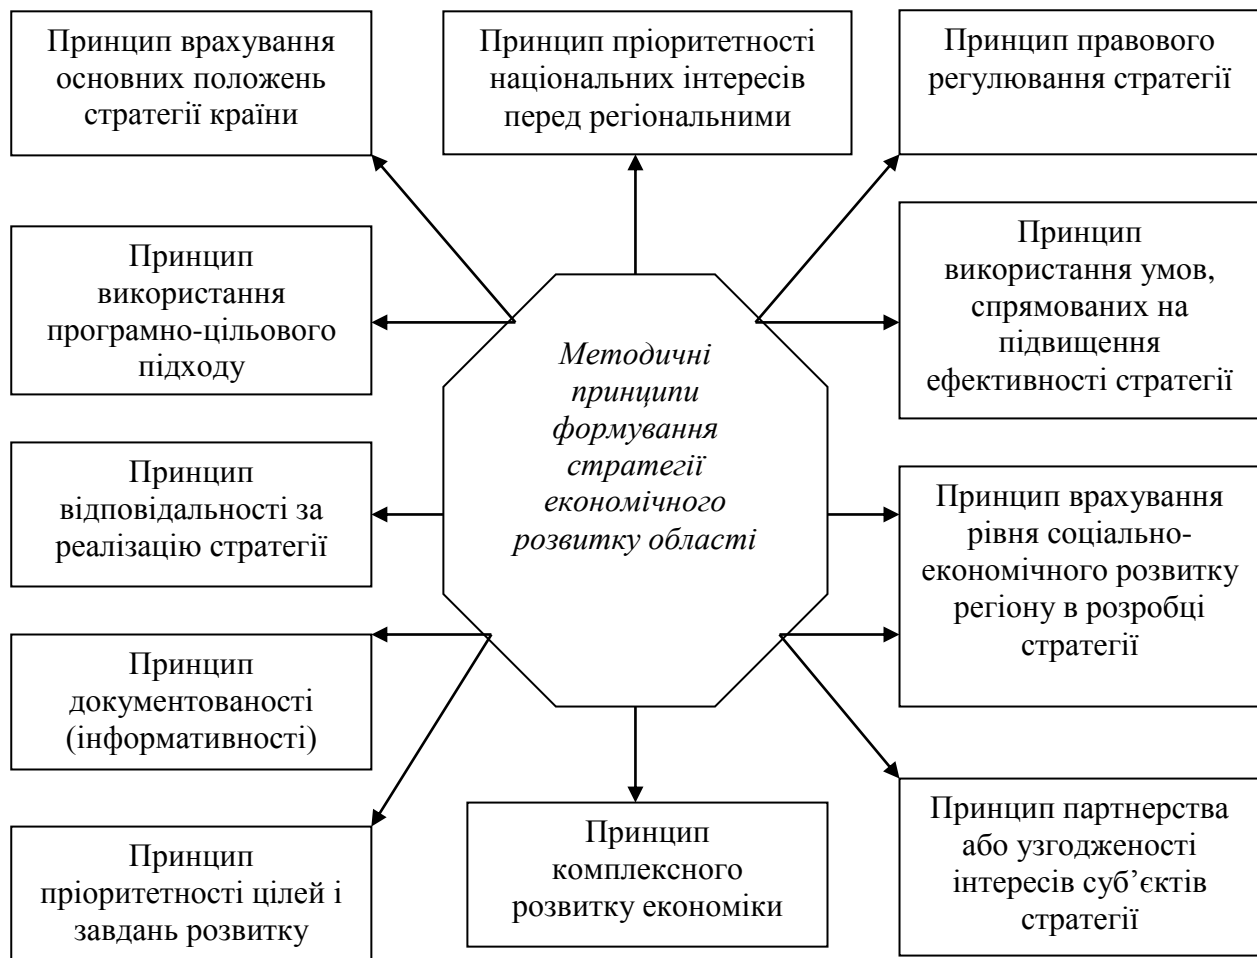 Принцип врахування
основних положень
стратегії країни
Принцип пріоритетності
національних інтересів
перед регіональними
Принцип правового
регулювання стратегії
Принцип
використання
програмно-цільового
підходу
Принцип
використання умов,
спрямованих на
підвищення
ефективності стратегії
Методичні
принципи
формування
стратегії
економічного
розвитку області
Принцип
відповідальності за
реалізацію стратегії
Принцип врахування
рівня соціально-
економічного розвитку
регіону в розробці
стратегії
Принцип
документованості
(інформативності)
Принцип
пріоритетності цілей і
завдань розвитку
Принцип
комплексного
розвитку економіки
Принцип партнерства
або узгодженості
інтересів суб’єктів
стратегії